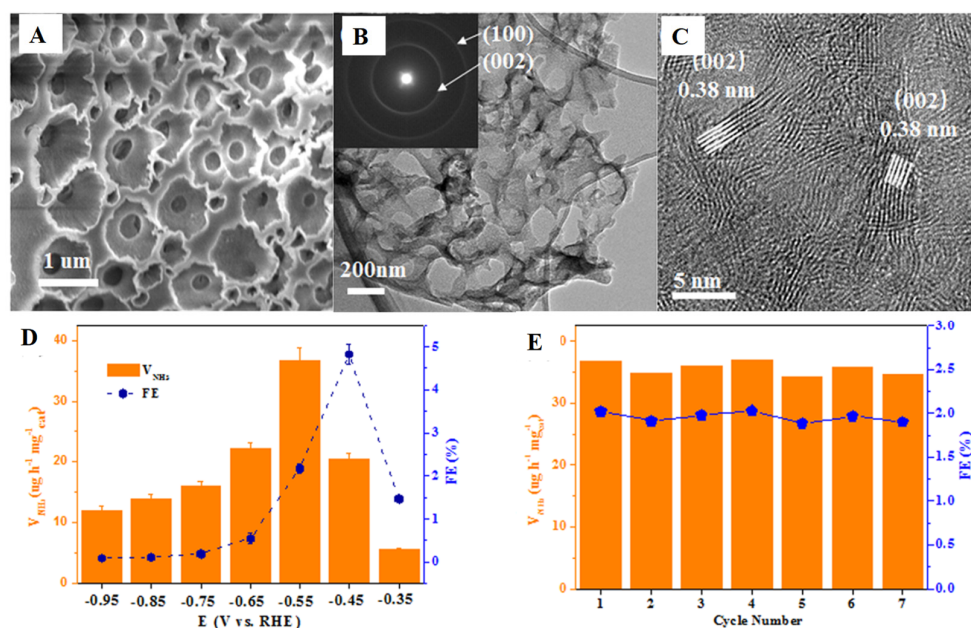 A
1 um
B
(100)
(002)
200nm
C
(002)
0.38 nm
(002)
0.38 nm
5 nm
D
V_NH₃ (ug h⁻¹ mg⁻¹cat)
40
30
20
10
0
V_NH₃
FE
5
4
3
2
1
0
FE (%)
-0.95 -0.85 -0.75 -0.65 -0.55 -0.45 -0.35
E (V vs. RHE)
E
V_NH₃ (ug h⁻¹ mg⁻¹cat)
0
30
20
10
0
3.0
2.5
2.0
1.5
1.0
0.5
0.0
FE (%)
1 2 3 4 5 6 7
Cycle Number